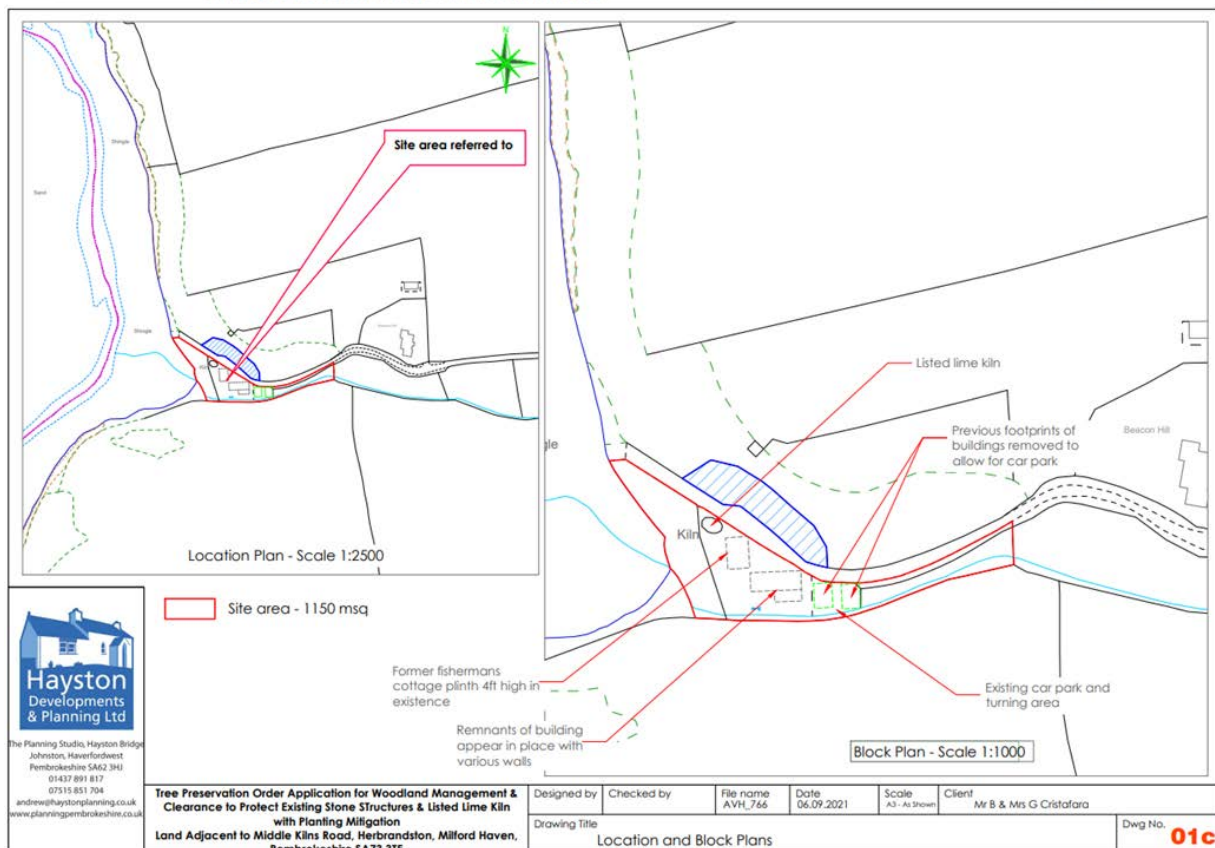 N
Site area referred to
Shingle
Sand
Shingle
Beacon Hill
Kiln
Location Plan - Scale 1:2500
Site area - 1150 msq
Listed lime kiln
Previous footprints of
buildings removed to
allow for car park
Beacon Hill
gle
Kiln
Former fishermans
cottage plinth 4ft high in
existence
Remnants of building
appear in place with
various walls
Existing car park and
turning area
Block Plan - Scale 1:1000
Hayston
Developments
& Planning Ltd
The Planning Studio, Hayston Bridge
Johnston, Haverfordwest
Pembrokeshire SA62 3HJ
01437 891 817
07515 851 704
andrew@haystonplanning.co.uk
www.planningpembrokeshire.co.uk
Tree Preservation Order Application for Woodland Management &
Clearance to Protect Existing Stone STructures & Listed Lime Kiln
with Planting Mitigation
Land Adjacent to Middle Kilns Road, Herbrandston, Milford Haven,
Pembrokeshire SA73 3TE
Designed by
Checked by
File name
AVH_766
Date
06.09.2021
Scale
A3 - As Shown
Client
Mr B & Mrs G Cristafara
Drawing Title
Location and Block Plans
Dwg No.
01c